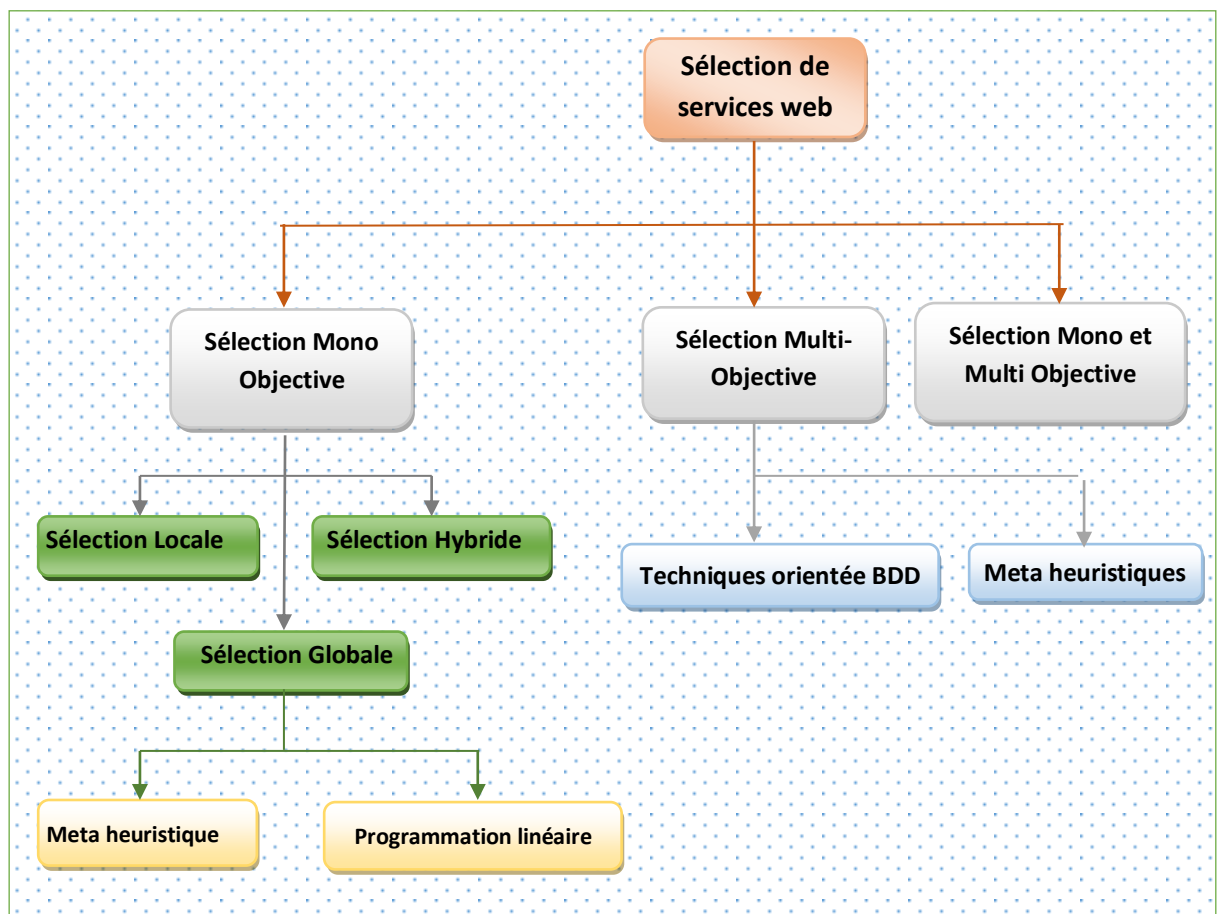 Sélection de
services web
Sélection Mono
Objective
Sélection Multi-
Objective
Sélection Mono et
Multi Objective
Sélection Locale
Sélection Hybride
Techniques orientée BDD
Meta heuristiques
Sélection Globale
Meta heuristique
Programmation linéaire